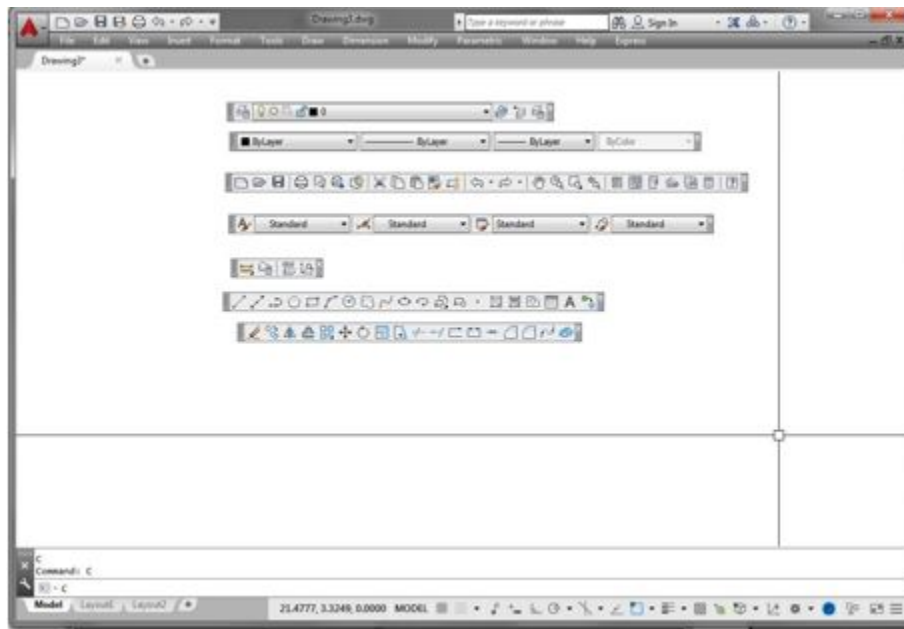 Drawing3.dwg
Type a keyword or phrase
Sign In
File Edit View Insert Format Tools Draw Dimension Modify Parametric Window Help Express
Drawing3*
0
ByLayer ByLayer ByLayer ByColor
Standard Standard Standard Standard
A
C
Command: C
C
Model Layout1 Layout2
21.4777, 3.3249, 0.0000 MODEL